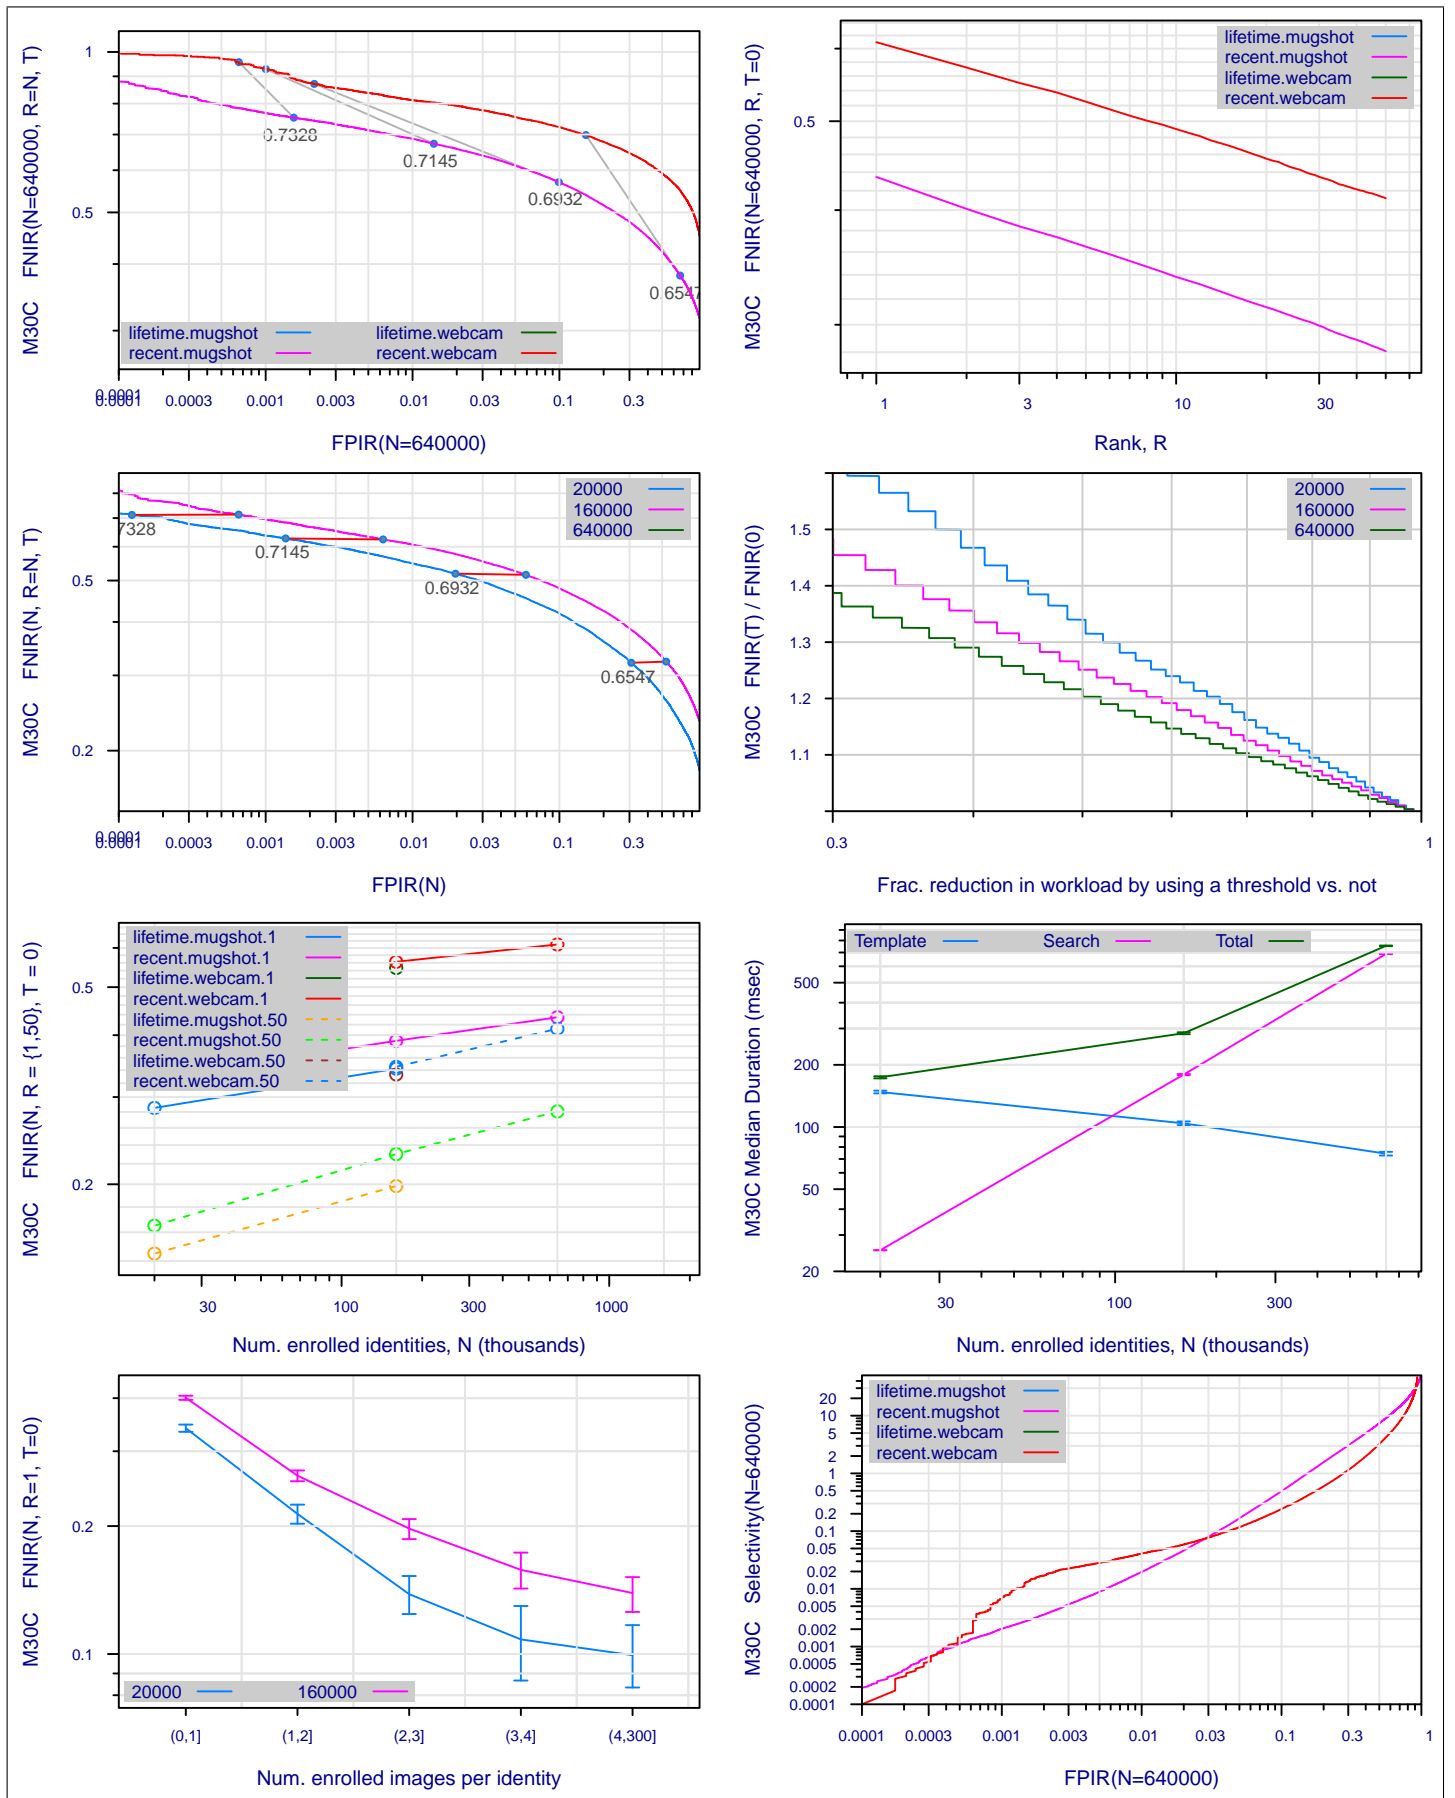 M30C FNIR(N=640000, R=N, T)
1
0.5
0.7328
0.7145
0.6932
0.6547
lifetime.mugshot
recent.mugshot
lifetime.webcam
recent.webcam
0.0001
0.0001 0.0003 0.001 0.003 0.01 0.03 0.1 0.3
FPIR(N=640000)
M30C FNIR(N=640000, R, T=0)
0.5
lifetime.mugshot
recent.mugshot
lifetime.webcam
recent.webcam
1 3 10 30
Rank, R
M30C FNIR(N, R=N, T)
0.5
0.2
20000
160000
640000
7328
0.7145
0.6932
0.6547
0.0001
0.0001 0.0003 0.001 0.003 0.01 0.03 0.1 0.3
FPIR(N)
M30C FNIR(T) / FNIR(0)
1.5
1.4
1.3
1.2
1.1
20000
160000
640000
0.3 1
Frac. reduction in workload by using a threshold vs. not
M30C FNIR(N, R = {1,50}, T = 0)
0.5
0.2
lifetime.mugshot.1
recent.mugshot.1
lifetime.webcam.1
recent.webcam.1
lifetime.mugshot.50
recent.mugshot.50
lifetime.webcam.50
recent.webcam.50
30 100 300 1000
Num. enrolled identities, N (thousands)
M30C Median Duration (msec)
Template Search Total
500
200
100
50
20
30 100 300
Num. enrolled identities, N (thousands)
M30C FNIR(N, R=1, T=0)
0.2
0.1
20000 160000
(0,1] (1,2] (2,3] (3,4] (4,300]
Num. enrolled images per identity
M30C Selectivity(N=640000)
20
10
5
2
1
0.5
0.2
0.1
0.05
0.02
0.01
0.005
0.002
0.001
0.0005
0.0002
0.0001
lifetime.mugshot
recent.mugshot
lifetime.webcam
recent.webcam
0.0001 0.0003 0.001 0.003 0.01 0.03 0.1 0.3 1
FPIR(N=640000)